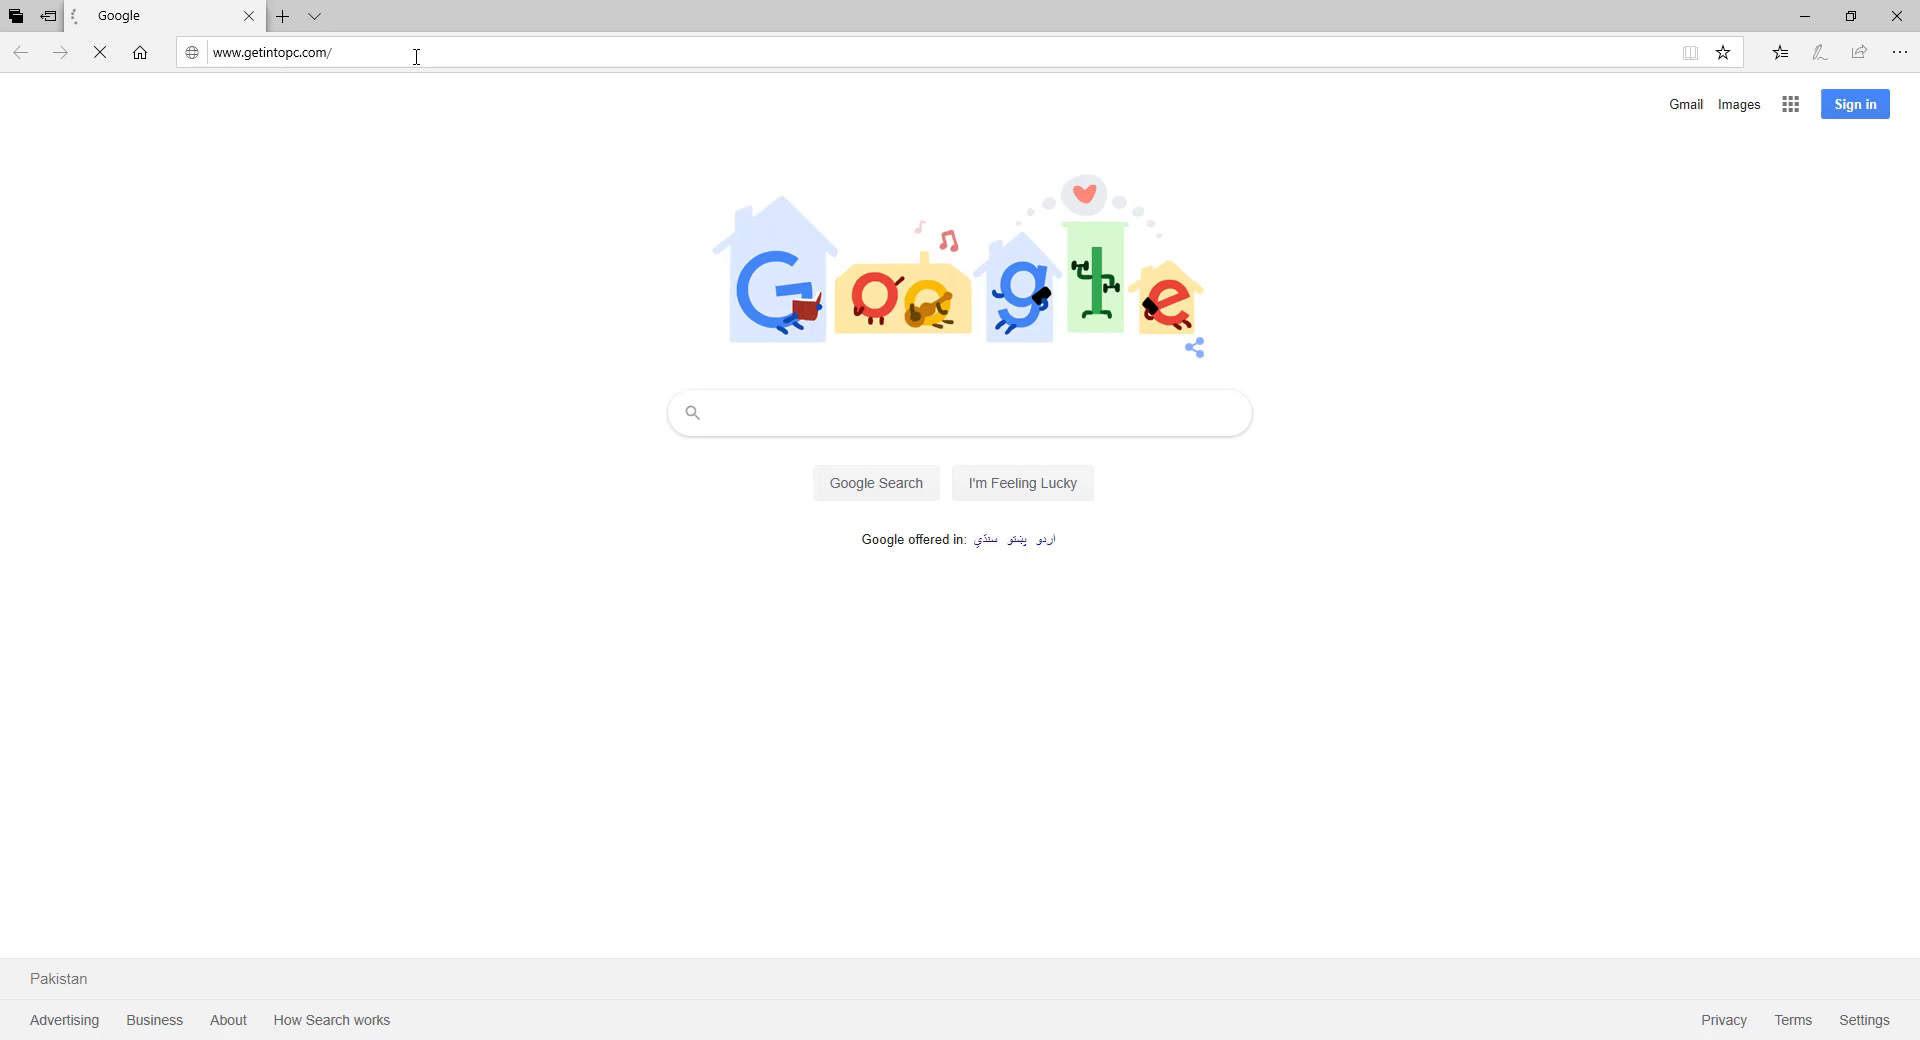 Google
www.getintopc.com/
Gmail Images Sign in
Google
Google Search I'm Feeling Lucky
Google offered in: اردو پښتو سنڌي
Pakistan
Advertising Business About How Search works Privacy Terms Settings